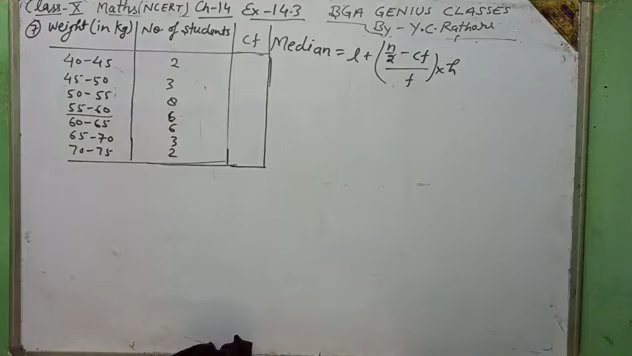 Class-X Maths(NCERT) Ch-14 Ex-14.3 BGA GENIUS CLASSES
By - Y.C. Rathore
⑦ weight(in kg) No of students cf Median = l + (n/2 - cf / f) × h
40-45 2
45-50 3
50-55 8
55-60 6
60-65 6
65-70 3
70-75 2